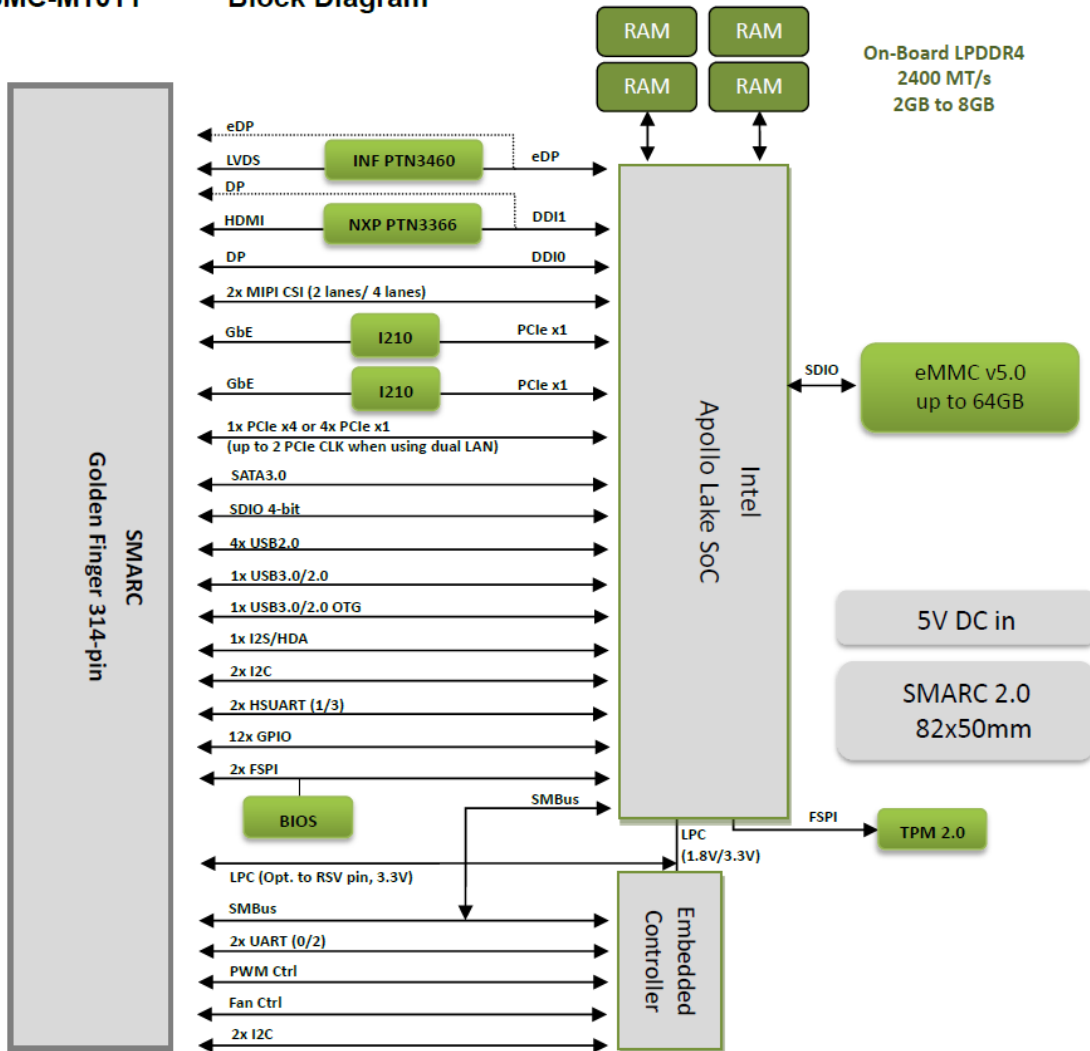 Block Diagram
RAM
RAM
RAM
RAM
On-Board LPDDR4
2400 MT/s
2GB to 8GB
eDP
LVDS
INF PTN3460
eDP
DP
HDMI
NXP PTN3366
DDI1
DP
DDI0
2x MIPI CSI (2 lanes/ 4 lanes)
GbE
I210
PCIe x1
GbE
I210
PCIe x1
1x PCIe x4 or 4x PCIe x1
(up to 2 PCIe CLK when using dual LAN)
SATA3.0
SDIO 4-bit
4x USB2.0
1x USB3.0/2.0
1x USB3.0/2.0 OTG
1x I2S/HDA
2x I2C
2x HSUART (1/3)
12x GPIO
2x FSPI
BIOS
SMBus
LPC (Opt. to RSV pin, 3.3V)
SMBus
2x UART (0/2)
PWM Ctrl
Fan Ctrl
2x I2C
SMARC
Golden Finger 314-pin
Intel
Apollo Lake SoC
SDIO
eMMC v5.0
up to 64GB
5V DC in
SMARC 2.0
82x50mm
FSPI
TPM 2.0
LPC
(1.8V/3.3V)
Embedded
Controller